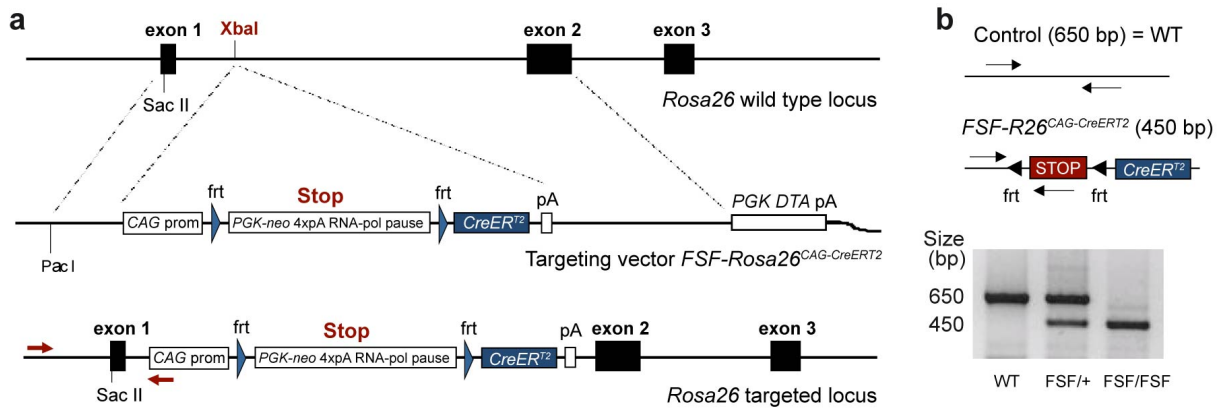 a
exon 1
XbaI
exon 2
exon 3
Sac II
Rosa26 wild type locus
frt
Stop
frt
pA
PGK DTA pA
CAG prom
PGK-neo 4xpA RNA-pol pause
CreER^T2
Pac I
Targeting vector FSF-Rosa26^CAG-CreERT2
exon 1
frt
Stop
frt
pA
exon 2
exon 3
CAG prom
PGK-neo 4xpA RNA-pol pause
CreER^T2
Sac II
Rosa26 targeted locus
b
Control (650 bp) = WT
FSF-R26^CAG-CreERT2 (450 bp)
STOP
CreER^T2
frt
frt
Size
(bp)
650
450
WT
FSF/+
FSF/FSF